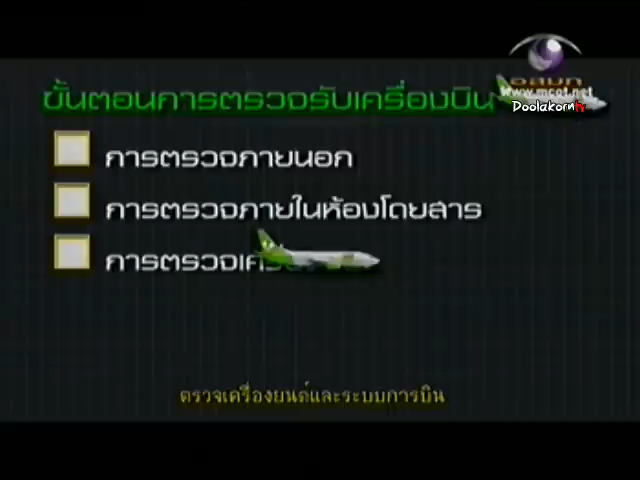 อสมท
www.mcot.net
Doolakorntv
ขั้นตอนการตรวจรับเครื่องบิน
การตรวจภายนอก
การตรวจภายในห้องโดยสาร
การตรวจเครื่
ตรวจเครื่องยนต์และระบบการบิน